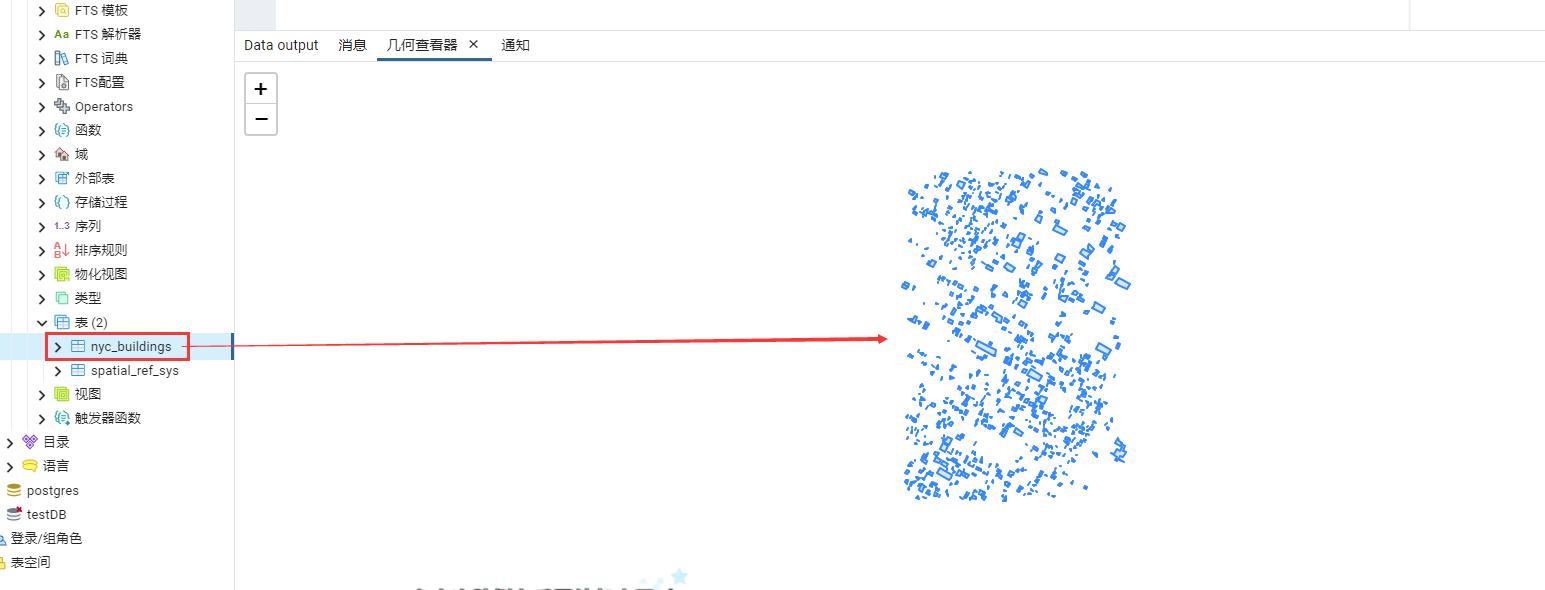 FTS 模板
Aa FTS 解析器
FTS 词典
FTS配置
Operators
函数
域
外部表
存储过程
1..3 序列
排序规则
物化视图
类型
表 (2)
nyc_buildings
spatial_ref_sys
视图
触发器函数
目录
语言
postgres
testDB
登录/组角色
表空间
Data output 消息 几何查看器 ✕ 通知
+
−